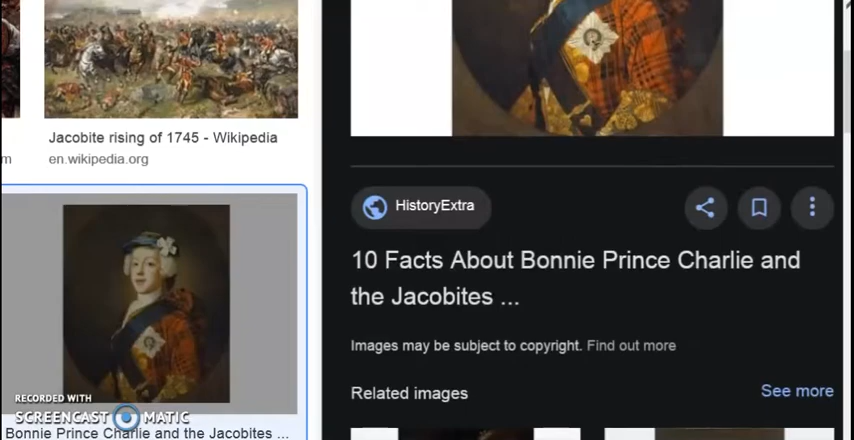 Jacobite rising of 1745 - Wikipedia
m
en.wikipedia.org
HistoryExtra
10 Facts About Bonnie Prince Charlie and
the Jacobites ...
Images may be subject to copyright. Find out more
Related images
See more
RECORDED WITH
SCREENCAST MATIC
Bonnie Prince Charlie and the Jacobites ...